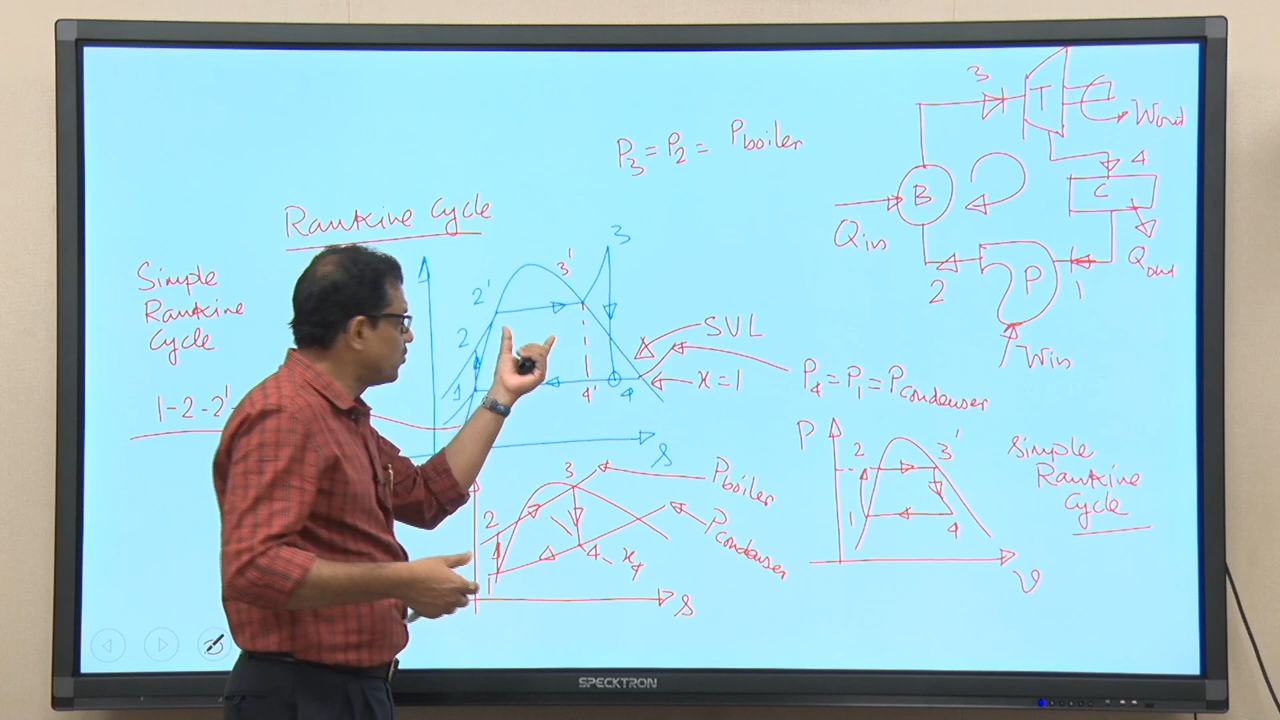 P3 = P2 = Pboiler
Rankine Cycle
Simple
Rankine
Cycle
1-2-2'
2'
3'
3
2
1
4'
4
s
SVL
x = 1
P4 = P1 = Pcondenser
3
T
Wout
4
C
Qout
B
Qin
2
P
1
Win
2
3
1
4 - x4
s
Pboiler
Pcondenser
P
2
3'
1
4
v
Simple
Rankine
Cycle
SPECKTRON